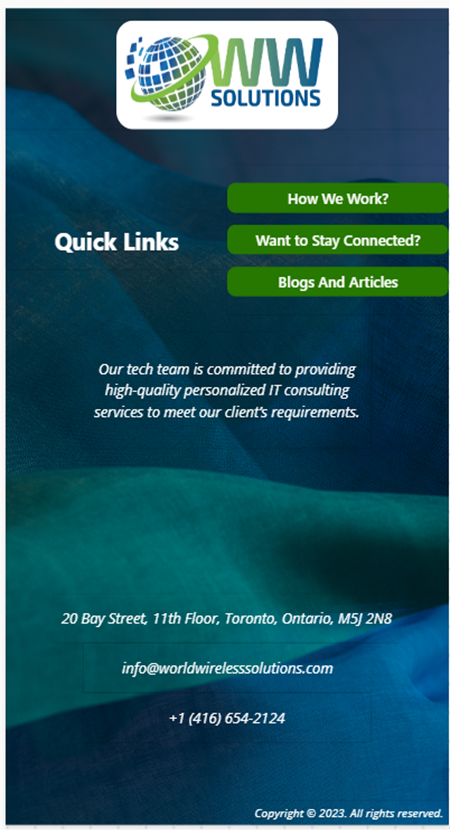 WW
SOLUTIONS
How We Work?
Quick Links
Want to Stay Connected?
Blogs And Articles
Our tech team is committed to providing
high-quality personalized IT consulting
services to meet our client's requirements.
20 Bay Street, 11th Floor, Toronto, Ontario, M5J 2N8
info@worldwirelesssolutions.com
+1 (416) 654-2124
Copyright © 2023. All rights reserved.